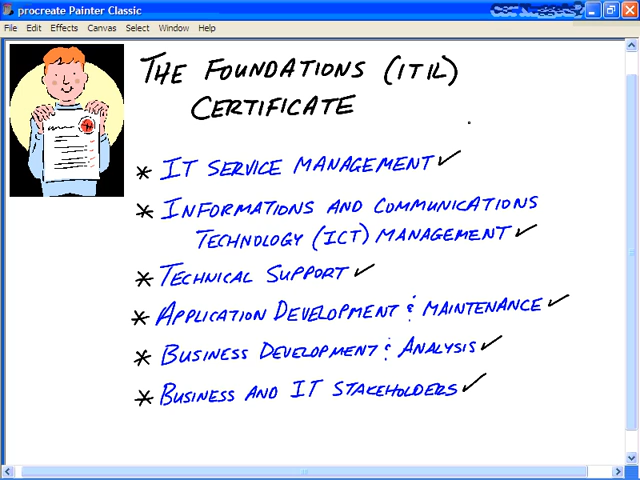 procreate Painter Classic
File Edit Effects Canvas Select Window Help
THE FOUNDATIONS (ITIL)
CERTIFICATE
* IT SERVICE MANAGEMENT ✓
* INFORMATIONS AND COMMUNICATIONS
TECHNOLOGY (ICT) MANAGEMENT ✓
* TECHNICAL SUPPORT ✓
* APPLICATION DEVELOPMENT & MAINTENANCE ✓
* BUSINESS DEVELOPMENT & ANALYSIS ✓
* BUSINESS AND IT STAKEHOLDERS ✓